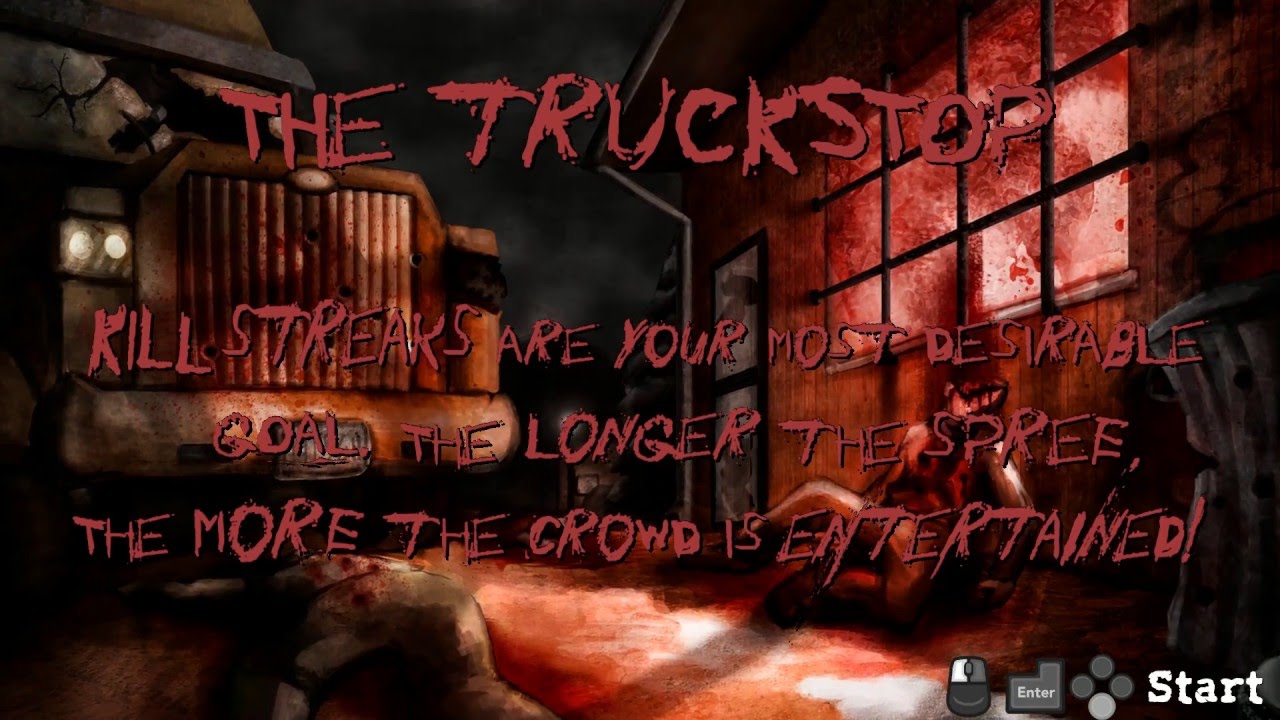 THE TRUCKSTOP
KILL STREAKS ARE YOUR MOST DESIRABLE
GOAL. THE LONGER THE SPREE,
THE MORE THE CROWD IS ENTERTAINED!
Enter Start